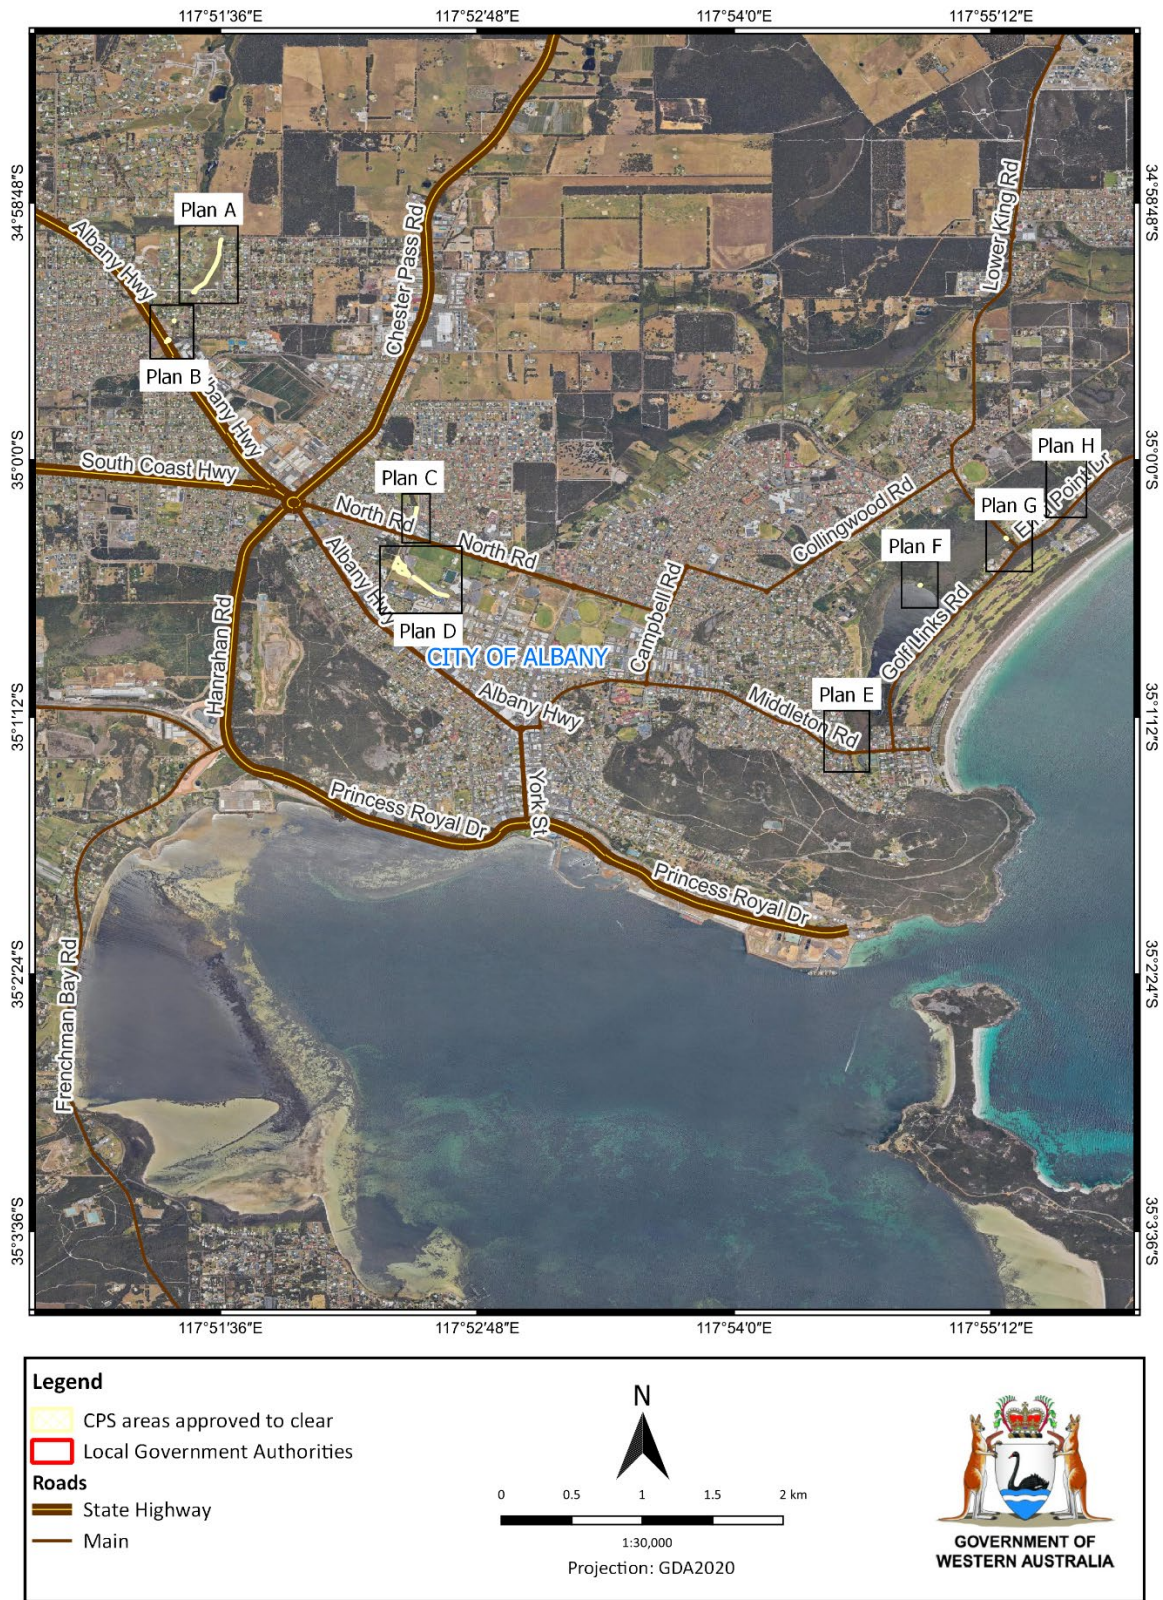 117°51'36"E 117°52'48"E 117°54'0"E 117°55'12"E
34°58'48"S
34°58'48"S
Plan A
Albany Hwy
Chester Pass Rd
Lower King Rd
Plan B
Albany Hwy
South Coast Hwy
35°0'0"S
35°0'0"S
Plan H
Plan C
North Rd
North Rd
Collingwood Rd
Plan G
Point Dr
Plan F
Albany Hwy
Plan D
Hanrahan Rd
CITY OF ALBANY
Campbell Rd
Golf Links Rd
Albany Hwy
Plan E
Middleton Rd
35°1'12"S
35°1'12"S
Princess Royal Dr
York St
Princess Royal Dr
Frenchman Bay Rd
35°2'24"S
35°2'24"S
35°3'36"S
35°3'36"S
117°51'36"E 117°52'48"E 117°54'0"E 117°55'12"E
Legend
CPS areas approved to clear
Local Government Authorities
Roads
State Highway
Main
N
0 0.5 1 1.5 2 km
1:30,000
Projection: GDA2020
GOVERNMENT OF
WESTERN AUSTRALIA